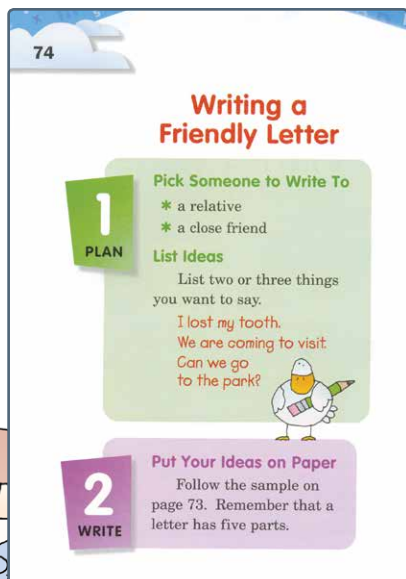 74
Writing a
Friendly Letter
1
PLAN
Pick Someone to Write To
* a relative
* a close friend
List Ideas
List two or three things
you want to say.
I lost my tooth.
We are coming to visit.
Can we go
to the park?
2
WRITE
Put Your Ideas on Paper
Follow the sample on
page 73. Remember that a
letter has five parts.